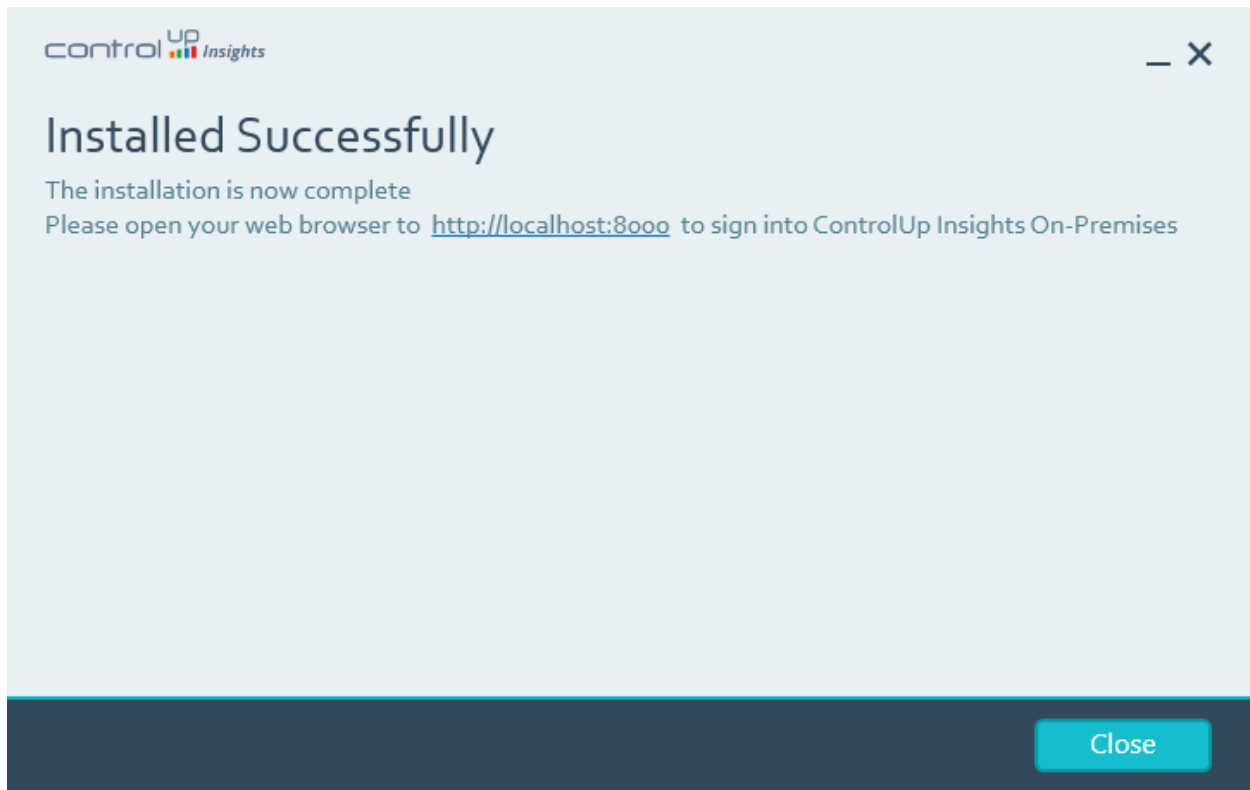 control up Insights
Installed Successfully
The installation is now complete
Please open your web browser to http://localhost:8000 to sign into ControlUp Insights On-Premises
Close